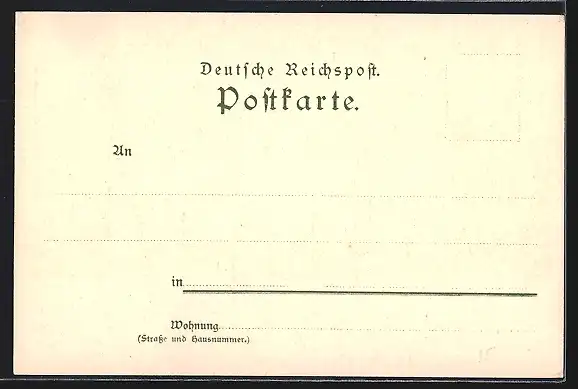 Deutſche Reichspoſt.
Poſtkarte.
An
in
Wohnung
(Straße und Hausnummer.)